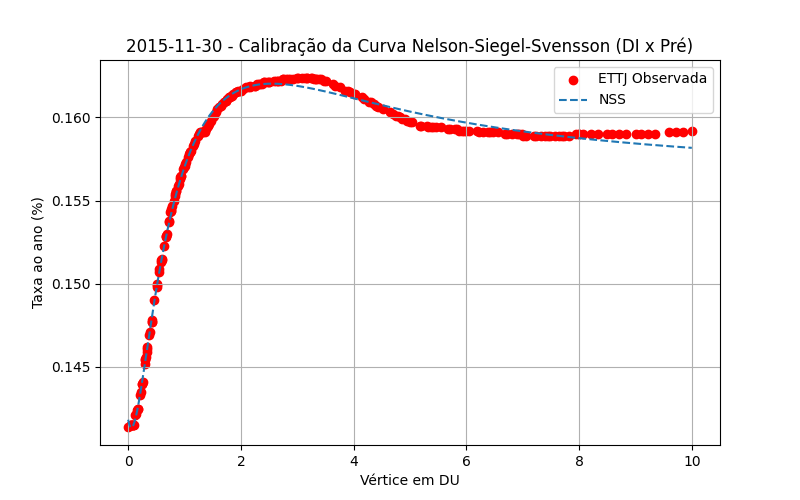 2015-11-30 - Calibração da Curva Nelson-Siegel-Svensson (DI x Pré)
ETTJ Observada
NSS
Taxa ao ano (%)
0.160
0.155
0.150
0.145
0 2 4 6 8 10
Vértice em DU